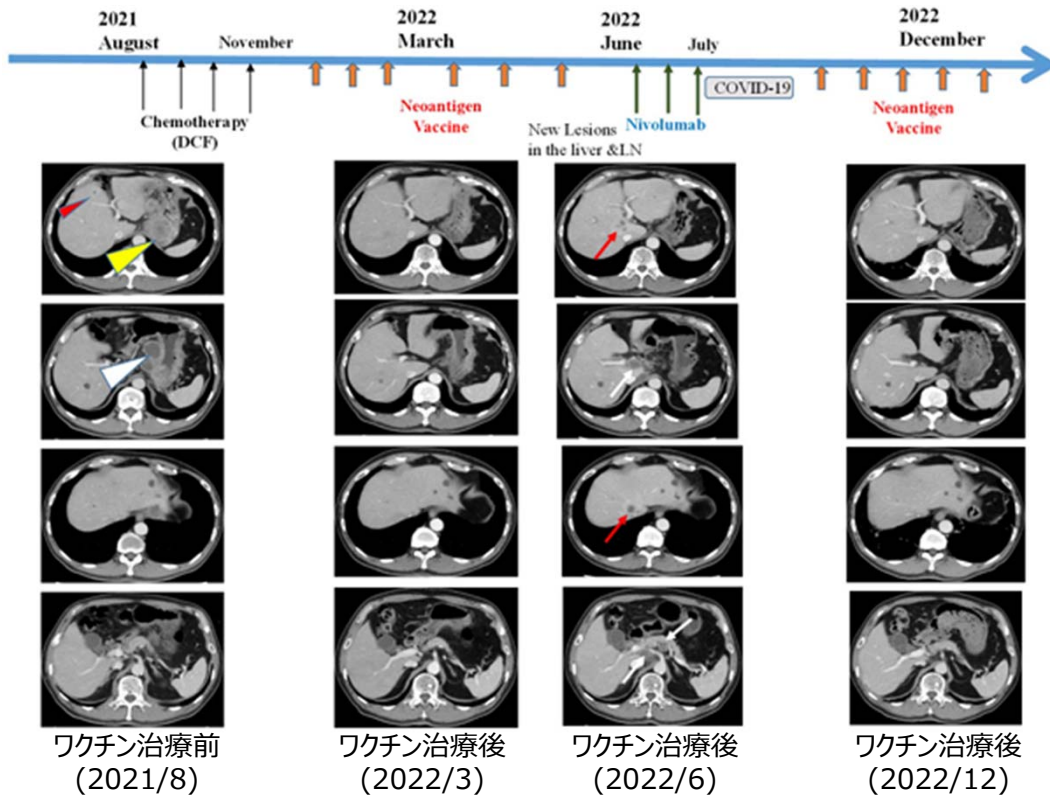 2021
August
November
2022
March
2022
June
July
2022
December
COVID-19
Chemotherapy
(DCF)
Neoantigen
Vaccine
New Lesions
in the liver &LN
Nivolumab
Neoantigen
Vaccine
ワクチン治療前
(2021/8)
ワクチン治療後
(2022/3)
ワクチン治療後
(2022/6)
ワクチン治療後
(2022/12)